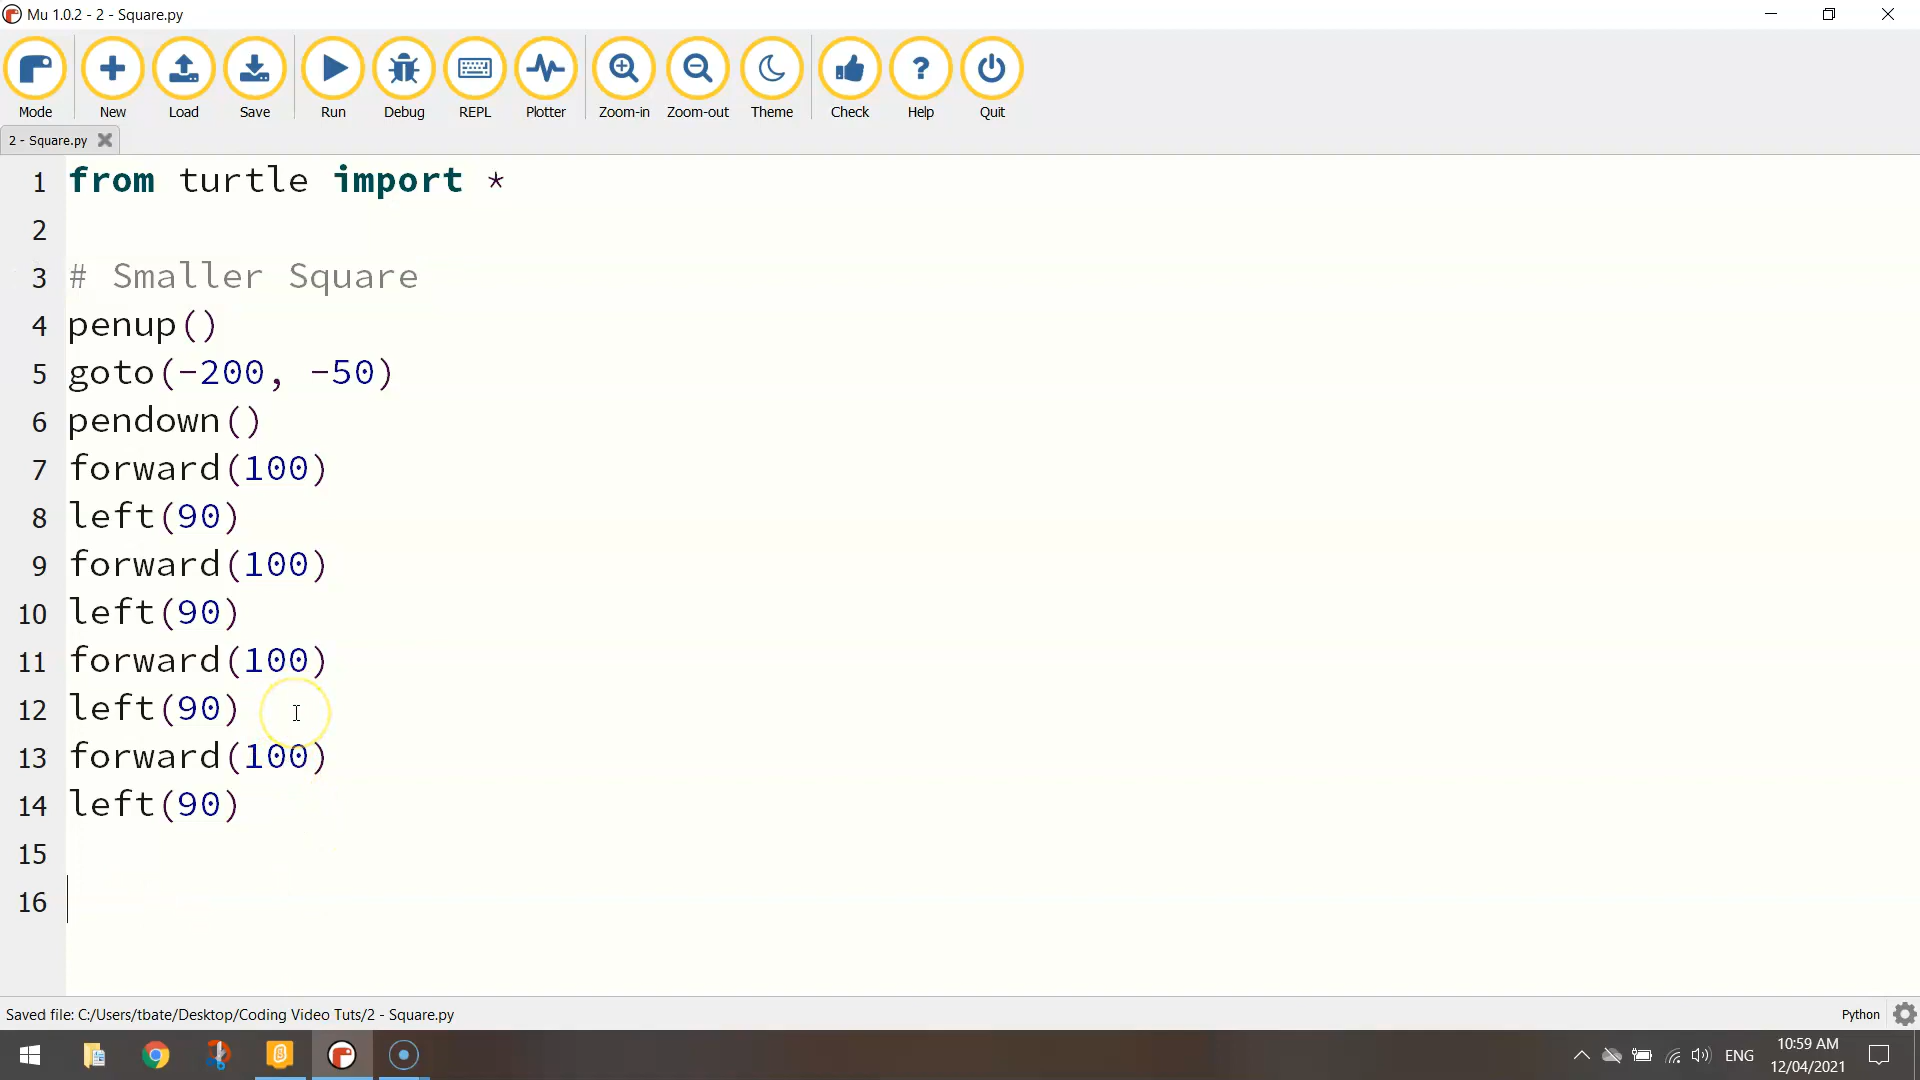 Mu 1.0.2 - 2 - Square.py
Mode New Load Save Run Debug REPL Plotter Zoom-in Zoom-out Theme Check Help Quit
2 - Square.py
1 from turtle import *
2
3 # Smaller Square
4 penup()
5 goto(-200, -50)
6 pendown()
7 forward(100)
8 left(90)
9 forward(100)
10 left(90)
11 forward(100)
12 left(90)
13 forward(100)
14 left(90)
15
16
Saved file: C:/Users/tbate/Desktop/Coding Video Tuts/2 - Square.py Python
ENG 10:59 AM
12/04/2021